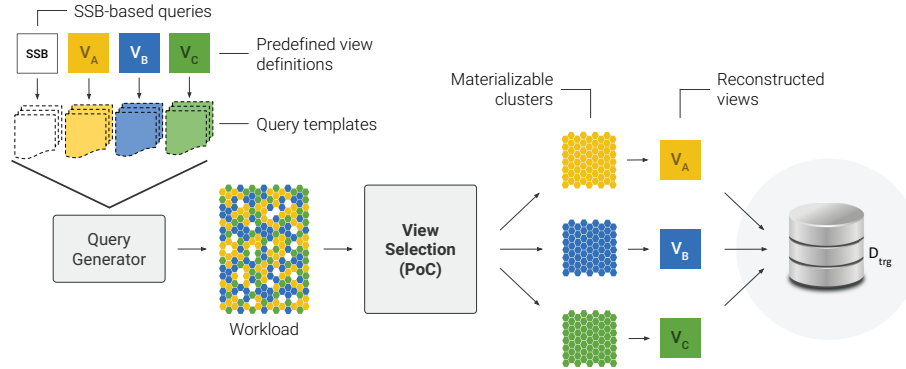 SSB-based queries
SSB
VA
VB
VC
Predefined view
definitions
Query templates
Query
Generator
Workload
View
Selection
(PoC)
Materializable
clusters
Reconstructed
views
VA
VB
VC
Dtrg